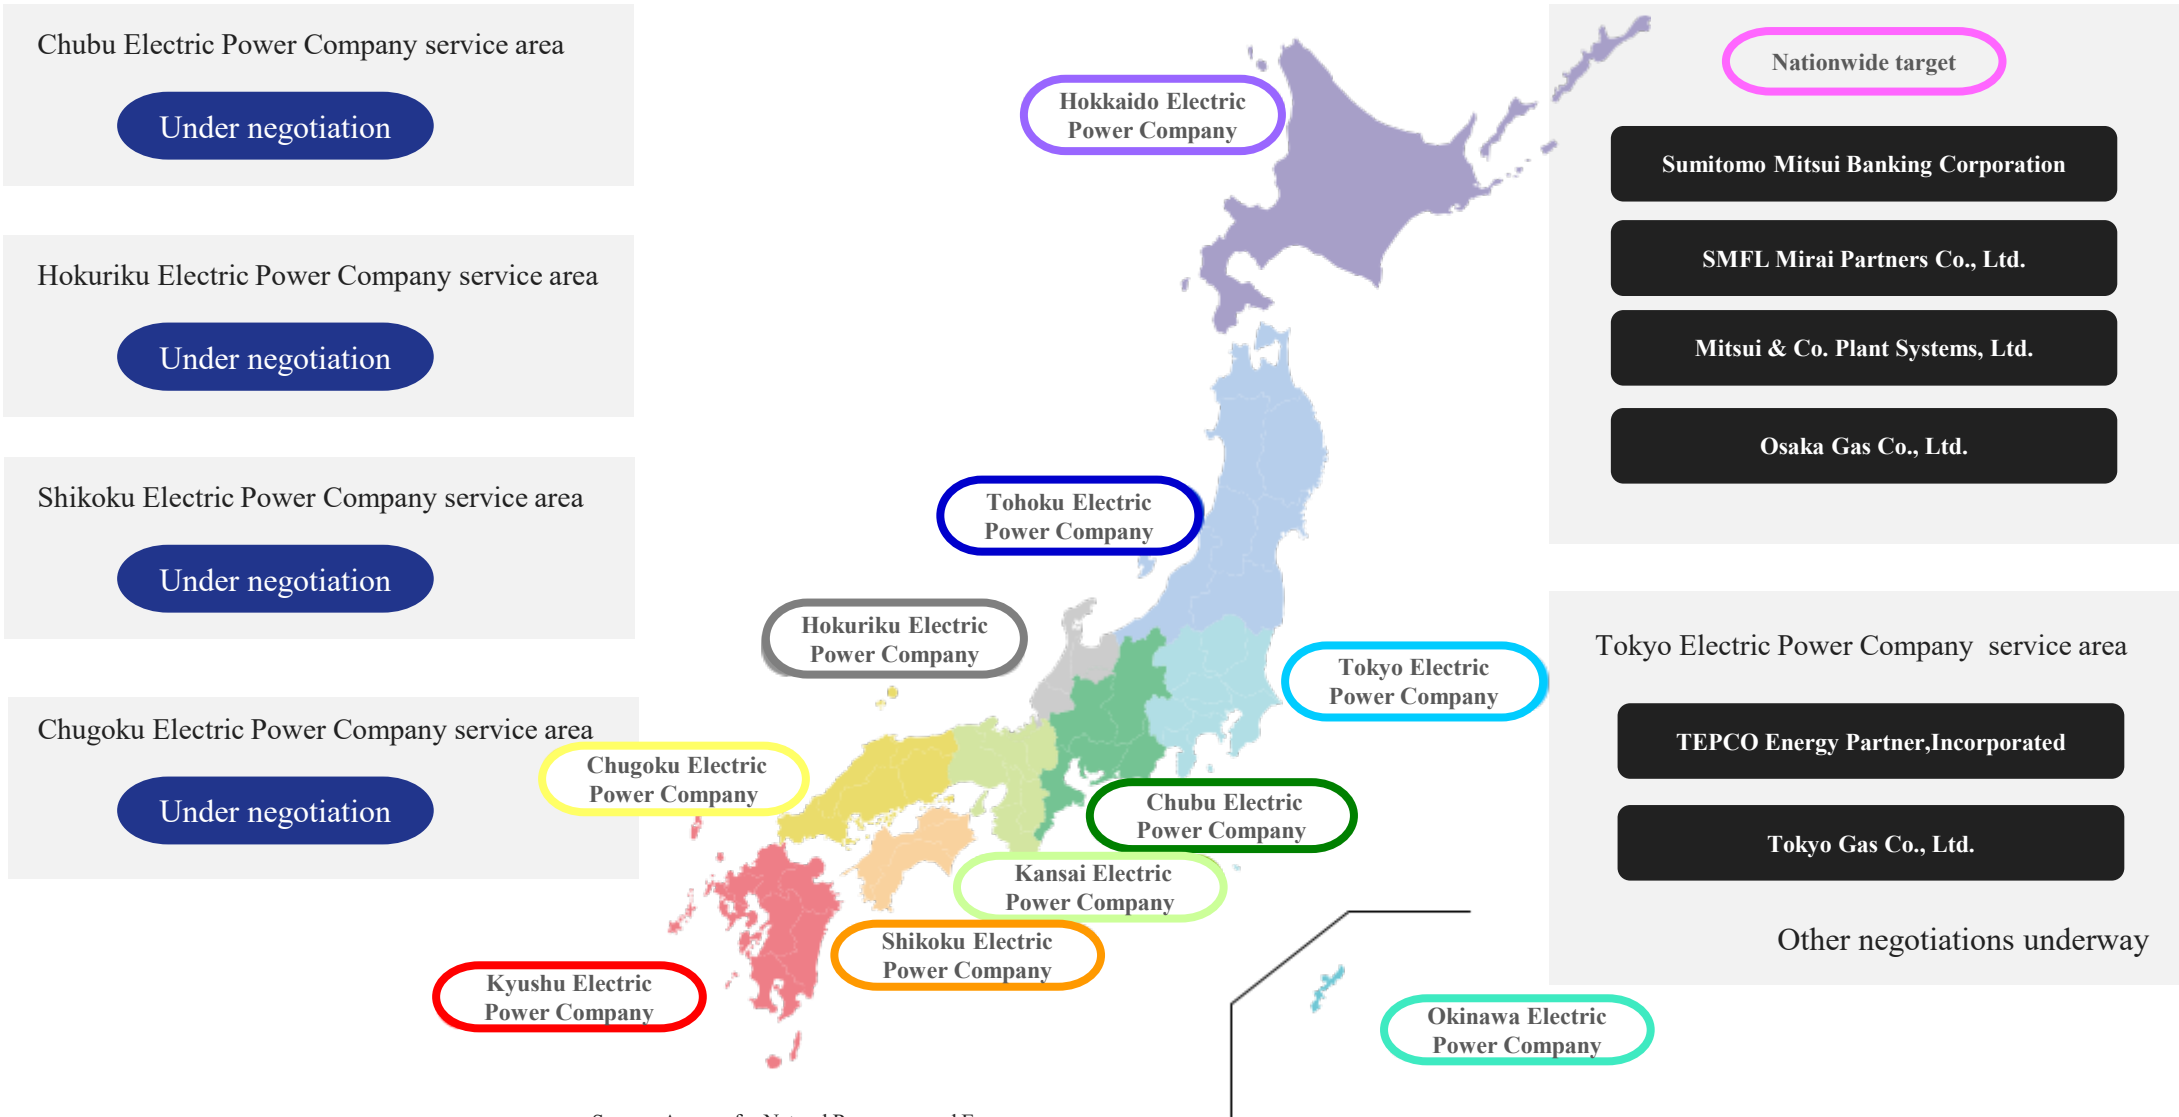 Chubu Electric Power Company service area
Under negotiation
Hokuriku Electric Power Company service area
Under negotiation
Shikoku Electric Power Company service area
Under negotiation
Chugoku Electric Power Company service area
Under negotiation
Hokkaido Electric
Power Company
Tohoku Electric
Power Company
Hokuriku Electric
Power Company
Tokyo Electric
Power Company
Chugoku Electric
Power Company
Chubu Electric
Power Company
Kansai Electric
Power Company
Shikoku Electric
Power Company
Kyushu Electric
Power Company
Okinawa Electric
Power Company
Nationwide target
Sumitomo Mitsui Banking Corporation
SMFL Mirai Partners Co., Ltd.
Mitsui & Co. Plant Systems, Ltd.
Osaka Gas Co., Ltd.
Tokyo Electric Power Company  service area
TEPCO Energy Partner,Incorporated
Tokyo Gas Co., Ltd.
Other negotiations underway